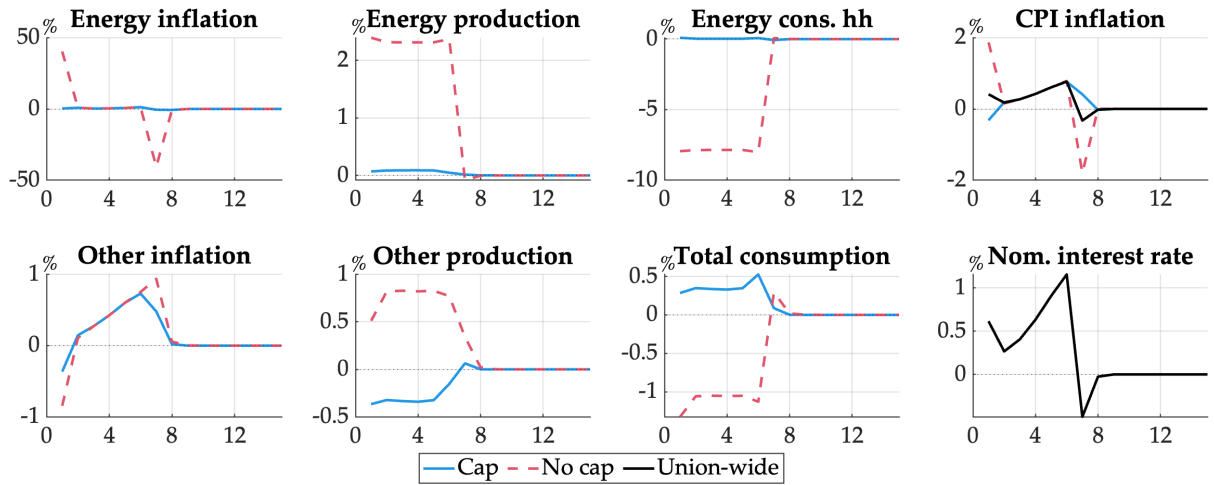 Energy inflation
%
50
0
-50
0 4 8 12
Energy production
%
2
1
0
0 4 8 12
Energy cons. hh
%
0
-5
-10
0 4 8 12
CPI inflation
%
2
0
-2
0 4 8 12
Other inflation
%
1
0
-1
0 4 8 12
Other production
%
1
0.5
0
-0.5
0 4 8 12
Total consumption
%
0.5
0
-0.5
-1
0 4 8 12
Nom. interest rate
%
1
0.5
0
0 4 8 12
Cap No cap Union-wide